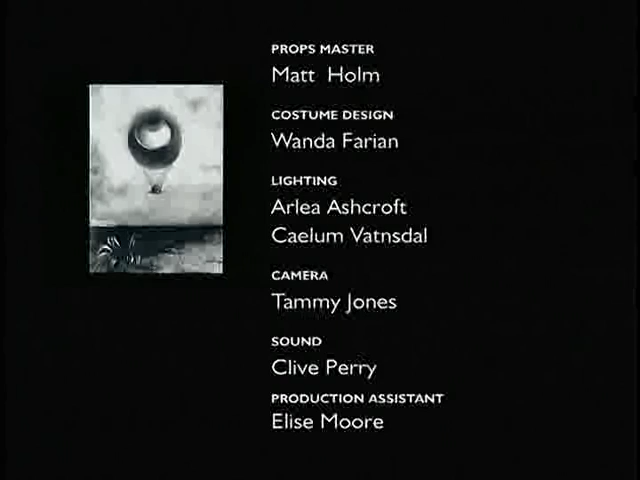 PROPS MASTER
Matt Holm
COSTUME DESIGN
Wanda Farian
LIGHTING
Arlea Ashcroft
Caelum Vatnsdal
CAMERA
Tammy Jones
SOUND
Clive Perry
PRODUCTION ASSISTANT
Elise Moore